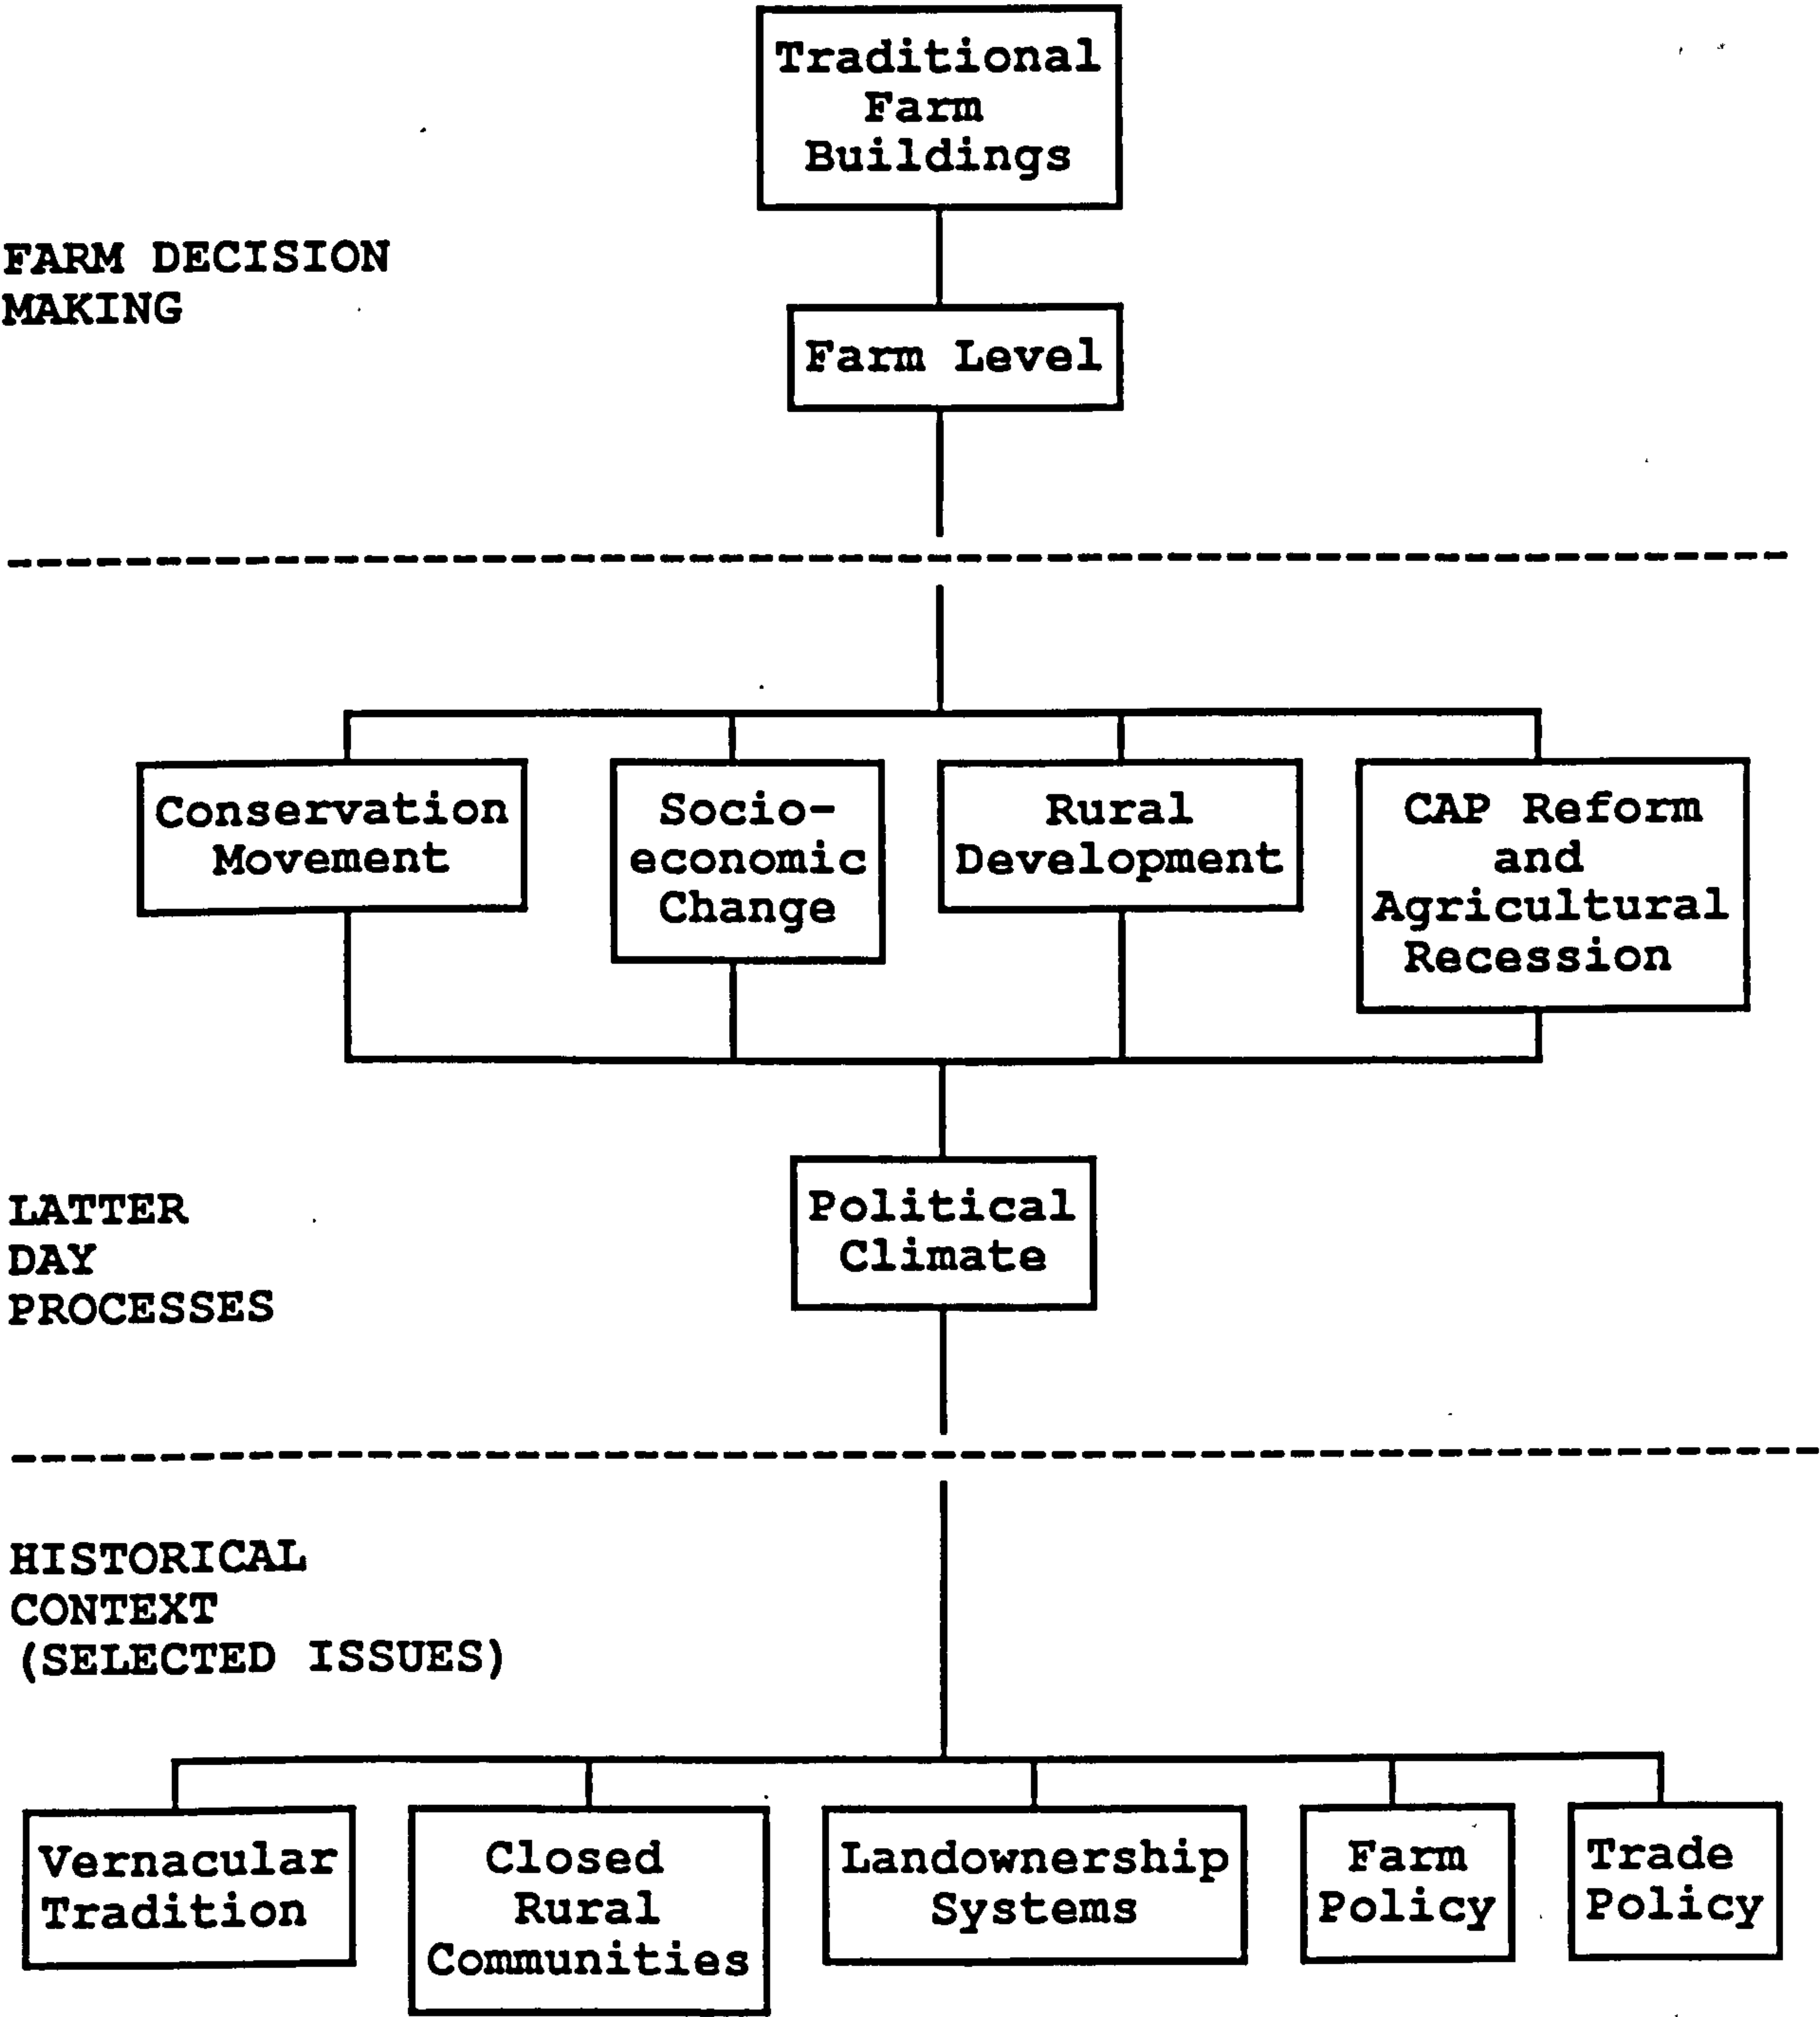 Traditional
Farm
Buildings
FARM DECISION
MAKING
Farm Level
Conservation
Movement
Socio-
economic
Change
Rural
Development
CAP Reform
and
Agricultural
Recession
LATTER
DAY
PROCESSES
Political
Climate
HISTORICAL
CONTEXT
(SELECTED ISSUES)
Vernacular
Tradition
Closed
Rural
Communities
Landownership
Systems
Farm
Policy
Trade
Policy